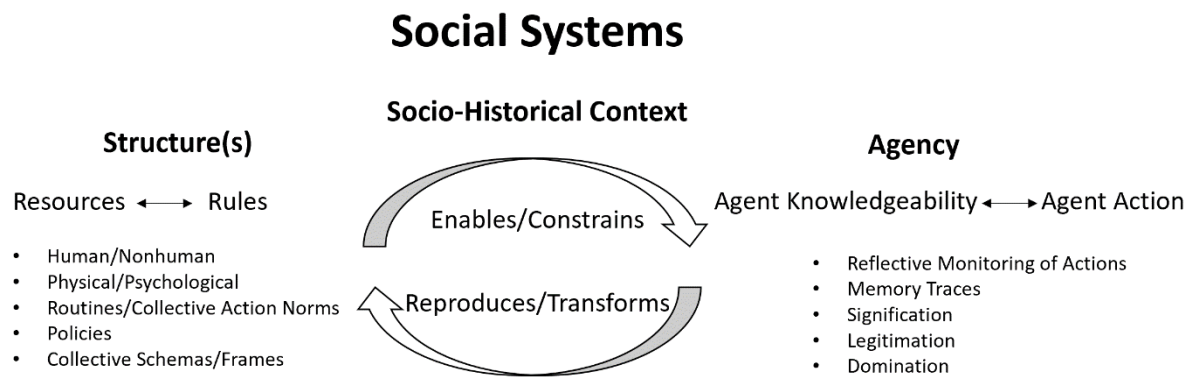 Social Systems
Socio-Historical Context
Structure(s)
Agency
Resources ↔ Rules
Enables/Constrains
Agent Knowledgeability ↔ Agent Action
• Human/Nonhuman
• Physical/Psychological
• Routines/Collective Action Norms
• Policies
• Collective Schemas/Frames
Reproduces/Transforms
• Reflective Monitoring of Actions
• Memory Traces
• Signification
• Legitimation
• Domination